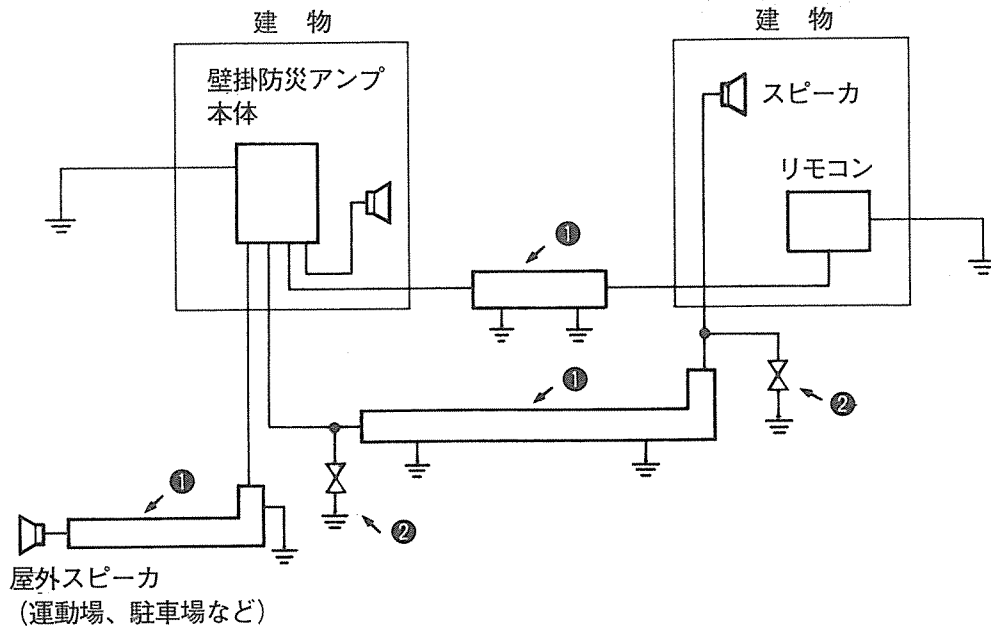 建　物
壁掛防災アンプ
本体
建　物
スピーカ
リモコン
❶
❶
❷
❶
❷
屋外スピーカ
（運動場、駐車場など）